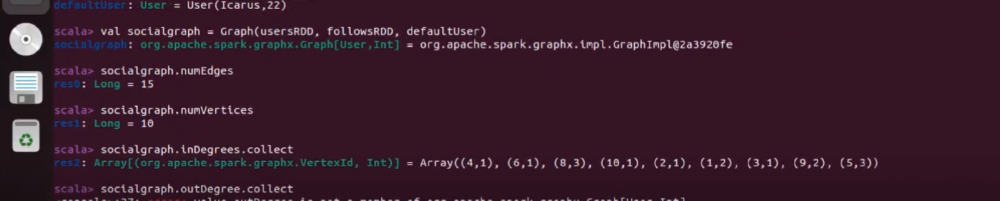 defaultUser: User = User(Icarus,22)
scala> val socialgraph = Graph(usersRDD, followsRDD, defaultUser)
socialgraph: org.apache.spark.graphx.Graph[User,Int] = org.apache.spark.graphx.impl.GraphImpl@2a3920fe
scala> socialgraph.numEdges
res0: Long = 15
scala> socialgraph.numVertices
res1: Long = 10
scala> socialgraph.inDegrees.collect
res2: Array[(org.apache.spark.graphx.VertexId, Int)] = Array((4,1), (6,1), (8,3), (10,1), (2,1), (1,2), (3,1), (9,2), (5,3))
scala> socialgraph.outDegree.collect
<console>:27: error: value outDegree is not a member of org.apache.spark.graphx.Graph[User,Int]